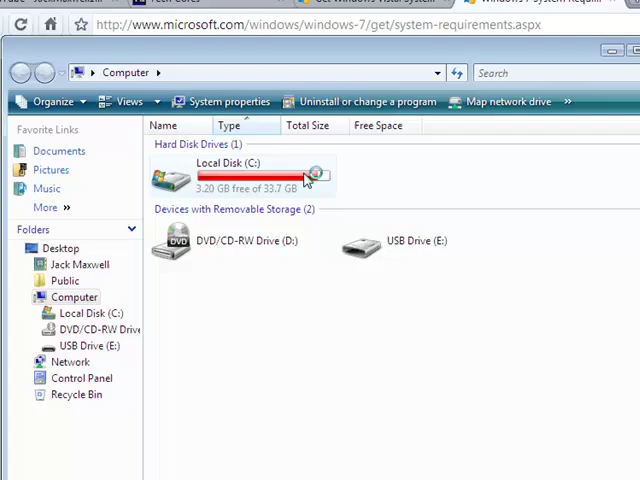 http://www.microsoft.com/windows/windows-7/get/system-requirements.aspx
Computer
Search
Organize Views System properties Uninstall or change a program Map network drive »
Favorite Links
Documents
Pictures
Music
More »
Folders
Desktop
Jack Maxwell
Public
Computer
Local Disk (C:)
DVD/CD-RW Drive
USB Drive (E:)
Network
Control Panel
Recycle Bin
Name Type Total Size Free Space
Hard Disk Drives (1)
Local Disk (C:)
3.20 GB free of 33.7 GB
Devices with Removable Storage (2)
DVD
DVD/CD-RW Drive (D:)
USB Drive (E:)